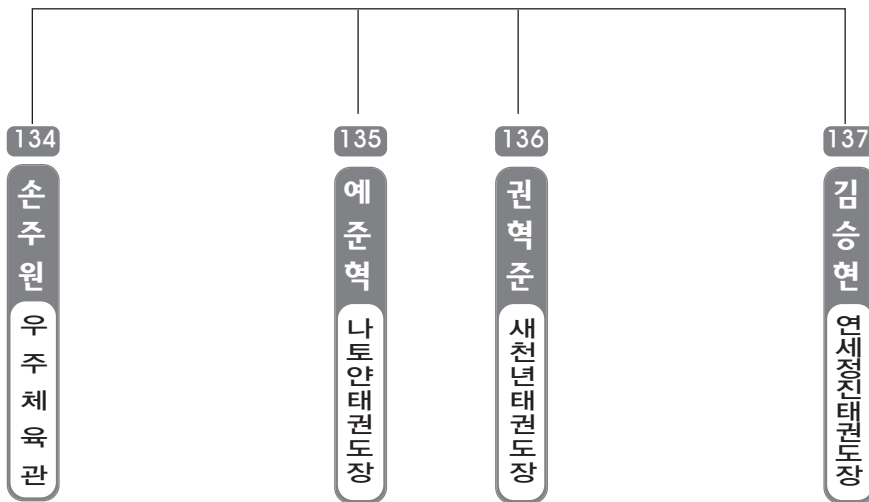 134
손주원
우주체육관
135
예준혁
나토얀태권도장
136
권혁준
새천년태권도장
137
김승현
연세정진태권도장